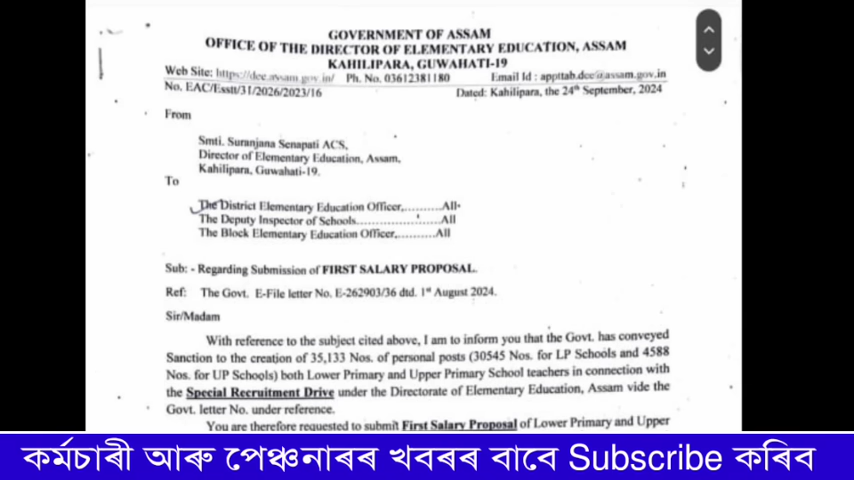 GOVERNMENT OF ASSAM
OFFICE OF THE DIRECTOR OF ELEMENTARY EDUCATION, ASSAM
KAHILIPARA, GUWAHATI-19
Web Site: https://dee.assam.gov.in/ Ph. No. 03612381180 Email Id : appttab.dee@assam.gov.in
No. EAC/Esstt/31/2026/2023/16 Dated: Kahilipara, the 24th September, 2024
From
Smti. Suranjana Senapati ACS,
Director of Elementary Education, Assam,
Kahilipara, Guwahati-19.
To
The District Elementary Education Officer,..........All
The Deputy Inspector of Schools......................All
The Block Elementary Education Officer,..........All
Sub: - Regarding Submission of FIRST SALARY PROPOSAL.
Ref: The Govt. E-File letter No. E-262903/36 dtd. 1st August 2024.
Sir/Madam
With reference to the subject cited above, I am to inform you that the Govt. has conveyed
Sanction to the creation of 35,133 Nos. of personal posts (30545 Nos. for LP Schools and 4588
Nos. for UP Schools) both Lower Primary and Upper Primary School teachers in connection with
the Special Recruitment Drive under the Directorate of Elementary Education, Assam vide the
Govt. letter No. under reference.
You are therefore requested to submit First Salary Proposal of Lower Primary and Upper
কৰ্মচাৰী আৰু পেঞ্চনাৰৰ খবৰৰ বাবে Subscribe কৰিব